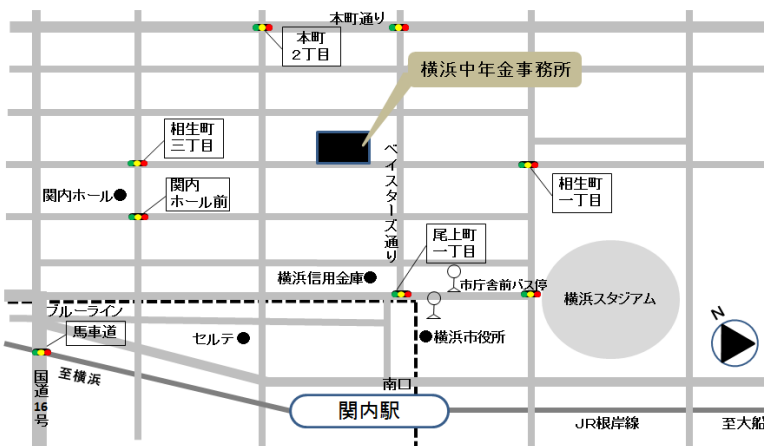 本町通り
本町
2丁目
横浜中年金事務所
相生町
三丁目
ベイスターズ通り
関内ホール
関内
ホール前
相生町
一丁目
尾上町
一丁目
横浜信用金庫
市庁舎前バス停
横浜スタジアム
ブルーライン
馬車道
セルテ
横浜市役所
N
国道16号
至横浜
南口
関内駅
JR根岸線
至大船